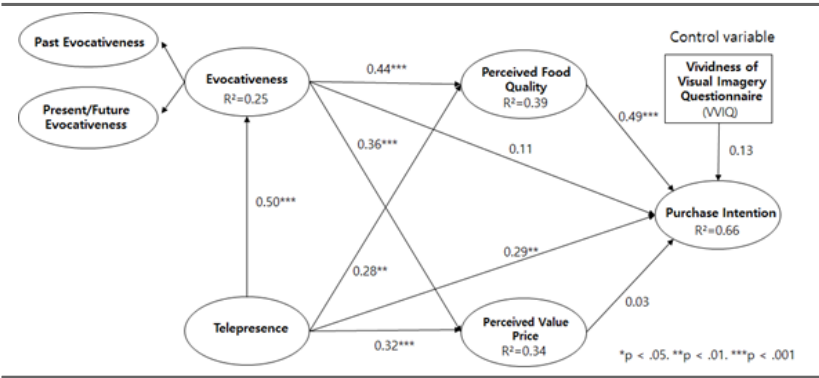 Past Evocativeness
Present/Future
Evocativeness
Evocativeness
R²=0.25
0.44***
Perceived Food
Quality
R²=0.39
Control variable
Vividness of
Visual Imagery
Questionnaire
(VVIQ)
0.49***
0.13
0.36***
0.11
0.50***
Purchase Intention
R²=0.66
0.29**
0.28**
Telepresence
0.32***
Perceived Value
Price
R²=0.34
0.03
*p < .05. **p < .01. ***p < .001